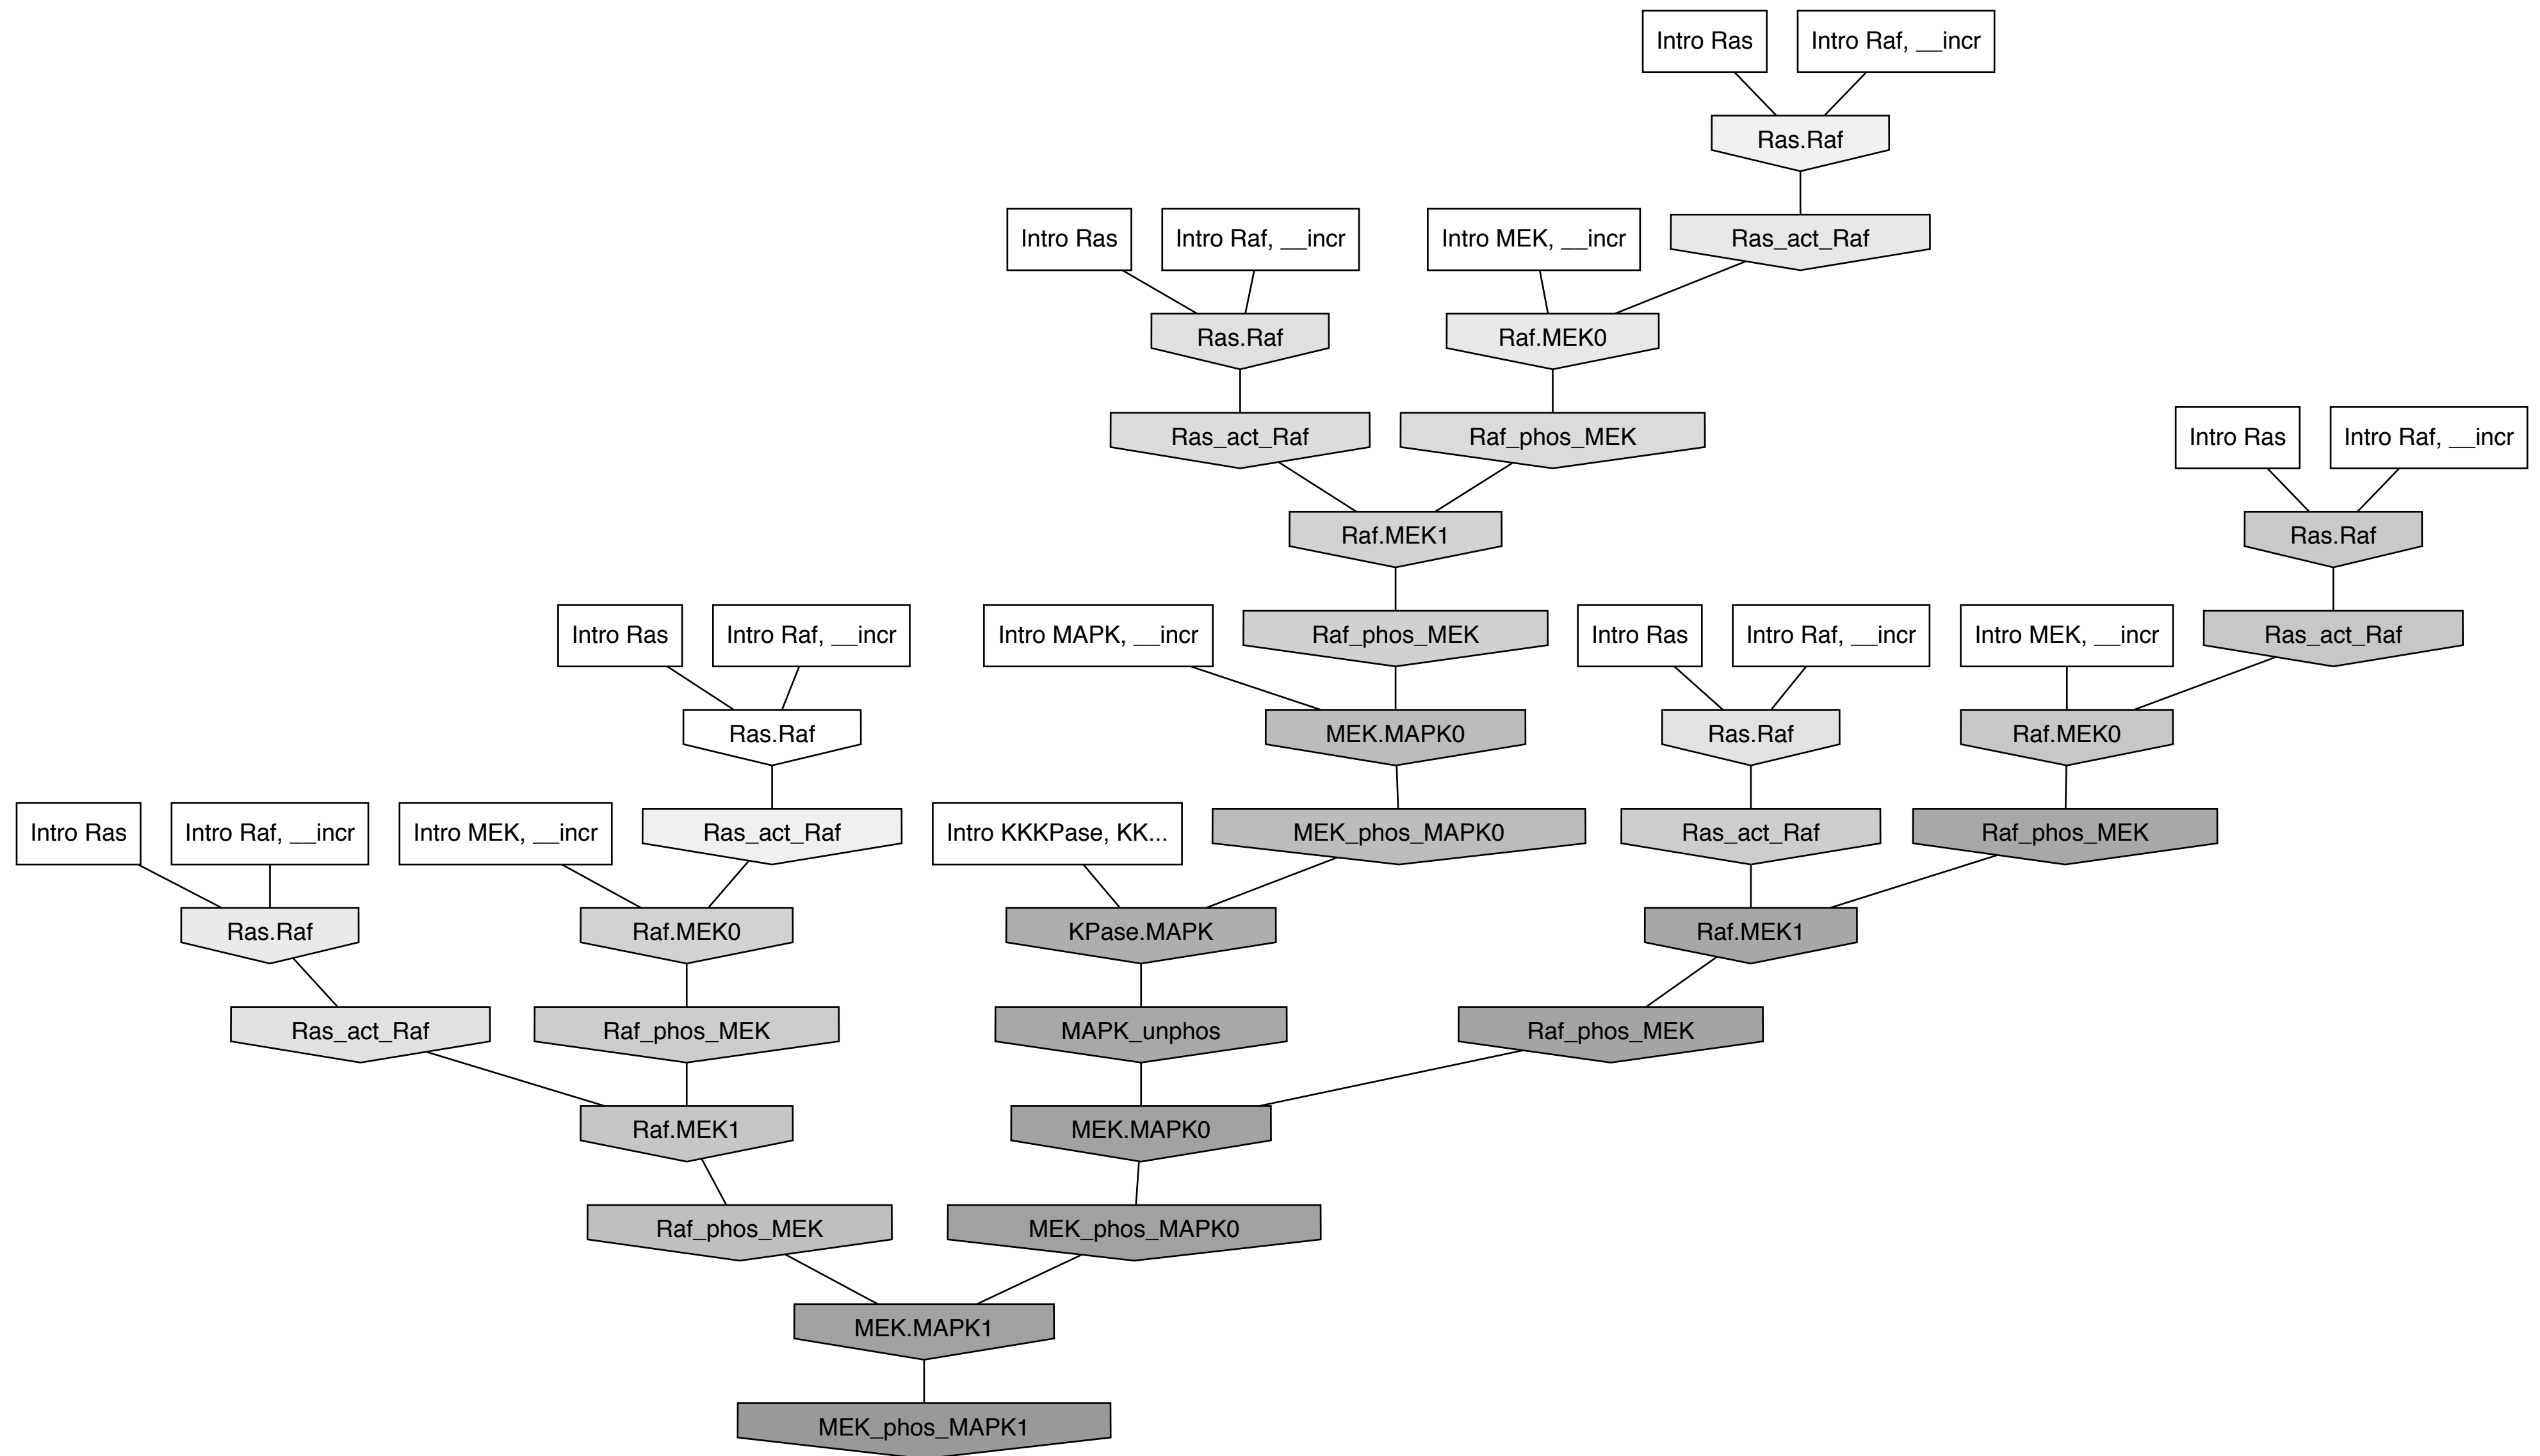 Intro Ras
Intro Raf, __incr
Ras.Raf
Intro Ras
Intro Raf, __incr
Intro MEK, __incr
Ras_act_Raf
Ras.Raf
Raf.MEK0
Ras_act_Raf
Raf_phos_MEK
Intro Ras
Intro Raf, __incr
Raf.MEK1
Ras.Raf
Intro Ras
Intro Raf, __incr
Intro MAPK, __incr
Raf_phos_MEK
Intro Ras
Intro Raf, __incr
Intro MEK, __incr
Ras_act_Raf
Ras.Raf
MEK.MAPK0
Ras.Raf
Raf.MEK0
Intro Ras
Intro Raf, __incr
Intro MEK, __incr
Ras_act_Raf
Intro KKKPase, KK...
MEK_phos_MAPK0
Ras_act_Raf
Raf_phos_MEK
Ras.Raf
Raf.MEK0
KPase.MAPK
Raf.MEK1
Ras_act_Raf
Raf_phos_MEK
MAPK_unphos
Raf_phos_MEK
Raf.MEK1
MEK.MAPK0
Raf_phos_MEK
MEK_phos_MAPK0
MEK.MAPK1
MEK_phos_MAPK1